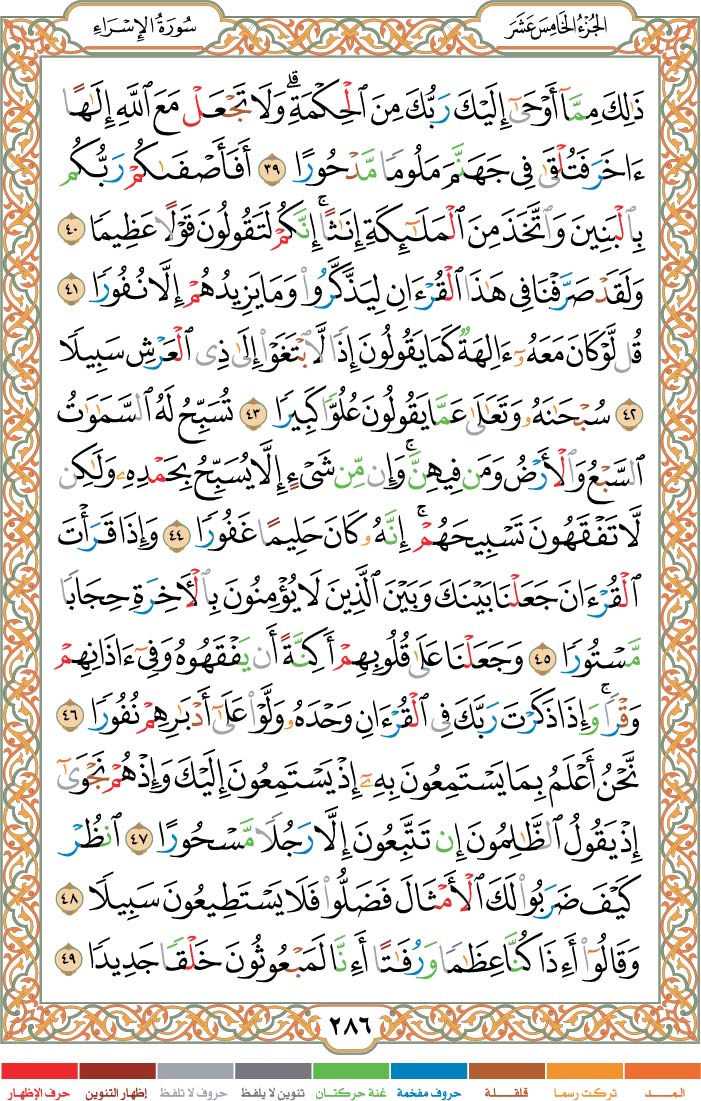 الجُزْءُ الخَامِسَ عَشَرَ
سُورَةُ الإِسْرَاءِ
ذَٰلِكَ مِمَّآ أَوْحَىٰٓ إِلَيْكَ رَبُّكَ مِنَ ٱلْحِكْمَةِ ۗ وَلَا تَجْعَلْ مَعَ ٱللَّهِ إِلَٰهًا
ءَاخَرَ فَتُلْقَىٰ فِى جَهَنَّمَ مَلُومًا مَّدْحُورًا ٣٩ أَفَأَصْفَىٰكُمْ رَبُّكُم
بِٱلْبَنِينَ وَٱتَّخَذَ مِنَ ٱلْمَلَٰٓئِكَةِ إِنَٰثًا ۚ إِنَّكُمْ لَتَقُولُونَ قَوْلًا عَظِيمًا ٤٠
وَلَقَدْ صَرَّفْنَا فِى هَٰذَا ٱلْقُرْءَانِ لِيَذَّكَّرُوا۟ وَمَا يَزِيدُهُمْ إِلَّا نُفُورًا ٤١
قُل لَّوْ كَانَ مَعَهُۥٓ ءَالِهَةٌ كَمَا يَقُولُونَ إِذًا لَّٱبْتَغَوْا۟ إِلَىٰ ذِى ٱلْعَرْشِ سَبِيلًا
٤٢ سُبْحَٰنَهُۥ وَتَعَٰلَىٰ عَمَّا يَقُولُونَ عُلُوًّا كَبِيرًا ٤٣ تُسَبِّحُ لَهُ ٱلسَّمَٰوَٰتُ
ٱلسَّبْعُ وَٱلْأَرْضُ وَمَن فِيهِنَّ ۚ وَإِن مِّن شَىْءٍ إِلَّا يُسَبِّحُ بِحَمْدِهِۦ وَلَٰكِن
لَّا تَفْقَهُونَ تَسْبِيحَهُمْ ۗ إِنَّهُۥ كَانَ حَلِيمًا غَفُورًا ٤٤ وَإِذَا قَرَأْتَ
ٱلْقُرْءَانَ جَعَلْنَا بَيْنَكَ وَبَيْنَ ٱلَّذِينَ لَا يُؤْمِنُونَ بِٱلْءَاخِرَةِ حِجَابًا
مَّسْتُورًا ٤٥ وَجَعَلْنَا عَلَىٰ قُلُوبِهِمْ أَكِنَّةً أَن يَفْقَهُوهُ وَفِىٓ ءَاذَانِهِمْ
وَقْرًا ۚ وَإِذَا ذَكَرْتَ رَبَّكَ فِى ٱلْقُرْءَانِ وَحْدَهُۥ وَلَّوْا۟ عَلَىٰٓ أَدْبَٰرِهِمْ نُفُورًا ٤٦
نَّحْنُ أَعْلَمُ بِمَا يَسْتَمِعُونَ بِهِۦٓ إِذْ يَسْتَمِعُونَ إِلَيْكَ وَإِذْ هُمْ نَجْوَىٰٓ
إِذْ يَقُولُ ٱلظَّٰلِمُونَ إِن تَتَّبِعُونَ إِلَّا رَجُلًا مَّسْحُورًا ٤٧ ٱنظُرْ
كَيْفَ ضَرَبُوا۟ لَكَ ٱلْأَمْثَالَ فَضَلُّوا۟ فَلَا يَسْتَطِيعُونَ سَبِيلًا ٤٨
وَقَالُوٓا۟ أَءِذَا كُنَّا عِظَٰمًا وَرُفَٰتًا أَءِنَّا لَمَبْعُوثُونَ خَلْقًا جَدِيدًا ٤٩
٢٨٦
المــد تركت رسما قلقلة حروف مفخمة غنة حركتان تنوين لا يلفظ حروف لا تلفظ إظهار التنوين حرف الإظهار